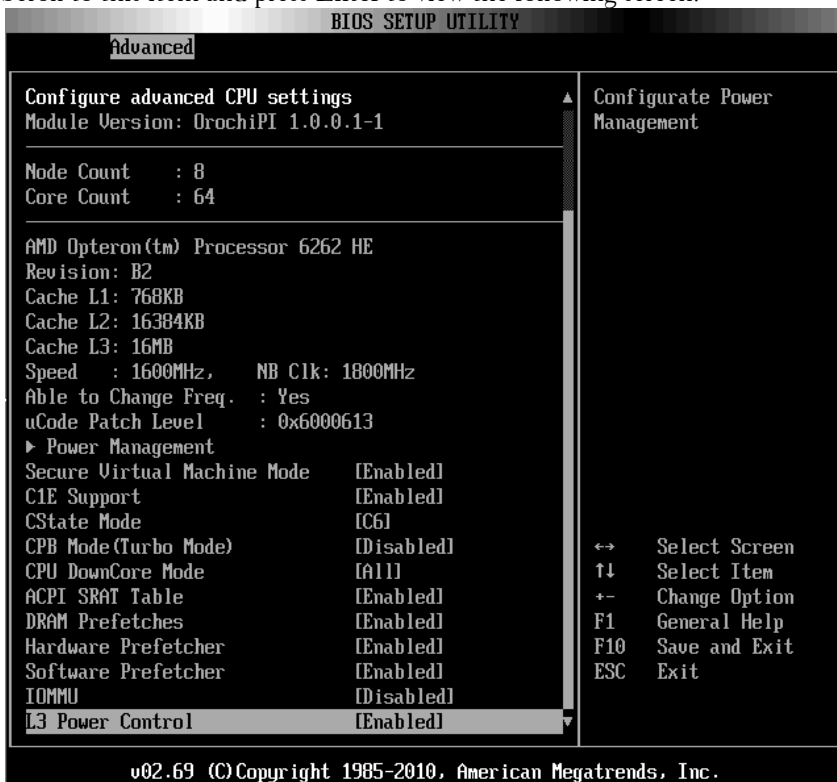 Scroll to this item and press Enter to view the following screen:
BIOS SETUP UTILITY
Advanced
Configure advanced CPU settings
Module Version: OrochiPI 1.0.0.1-1
Node Count : 8
Core Count : 64
AMD Opteron(tm) Processor 6262 HE
Revision: B2
Cache L1: 768KB
Cache L2: 16384KB
Cache L3: 16MB
Speed : 1600MHz, NB Clk: 1800MHz
Able to Change Freq. : Yes
uCode Patch Level : 0x6000613
▶ Power Management
Secure Virtual Machine Mode [Enabled]
C1E Support [Enabled]
CState Mode [C6]
CPB Mode(Turbo Mode) [Disabled]
CPU DownCore Mode [All]
ACPI SRAT Table [Enabled]
DRAM Prefetches [Enabled]
Hardware Prefetcher [Enabled]
Software Prefetcher [Enabled]
IOMMU [Disabled]
L3 Power Control [Enabled]
Configurate Power
Management
↔ Select Screen
↑↓ Select Item
+- Change Option
F1 General Help
F10 Save and Exit
ESC Exit
v02.69 (C)Copyright 1985-2010, American Megatrends, Inc.